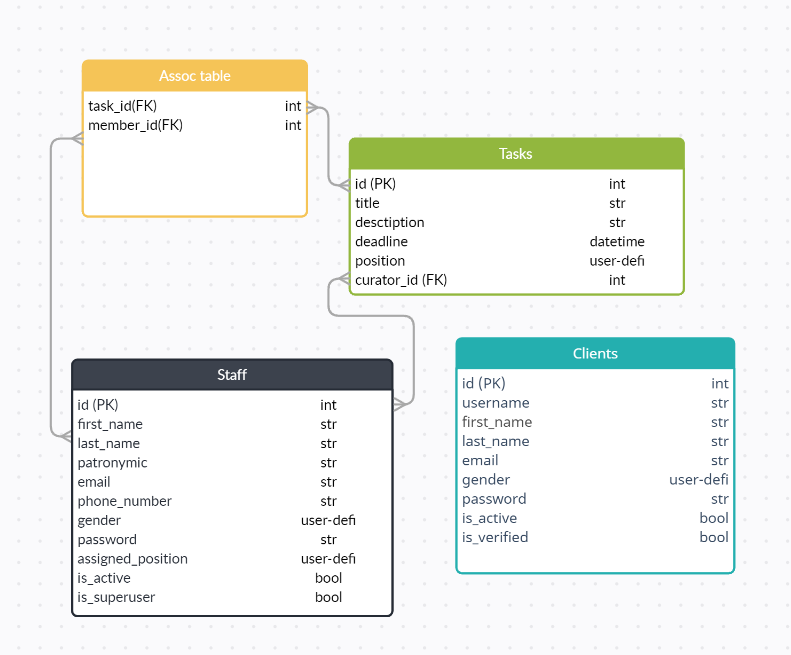 Assoc table
task_id(FK) int
member_id(FK) int
Tasks
id (PK) int
title str
desctiption str
deadline datetime
position user-defi
curator_id (FK) int
Staff
id (PK) int
first_name str
last_name str
patronymic str
email str
phone_number str
gender user-defi
password str
assigned_position user-defi
is_active bool
is_superuser bool
Clients
id (PK) int
username str
first_name str
last_name str
email str
gender user-defi
password str
is_active bool
is_verified bool